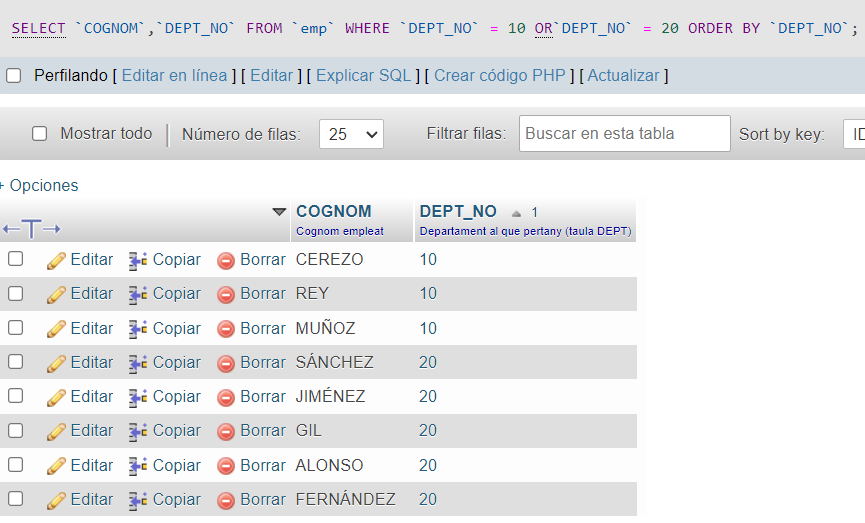 SELECT `COGNOM`,`DEPT_NO` FROM `emp` WHERE `DEPT_NO` = 10 OR`DEPT_NO` = 20 ORDER BY `DEPT_NO`;
Perfilando [ Editar en línea ] [ Editar ] [ Explicar SQL ] [ Crear código PHP ] [ Actualizar ]
Mostrar todo Número de filas: 25 Filtrar filas: Buscar en esta tabla Sort by key: ID
+ Opciones
COGNOM DEPT_NO 1
Cognom empleat Departament al que pertany (taula DEPT)
Editar Copiar Borrar CEREZO 10
Editar Copiar Borrar REY 10
Editar Copiar Borrar MUÑOZ 10
Editar Copiar Borrar SÁNCHEZ 20
Editar Copiar Borrar JIMÉNEZ 20
Editar Copiar Borrar GIL 20
Editar Copiar Borrar ALONSO 20
Editar Copiar Borrar FERNÁNDEZ 20